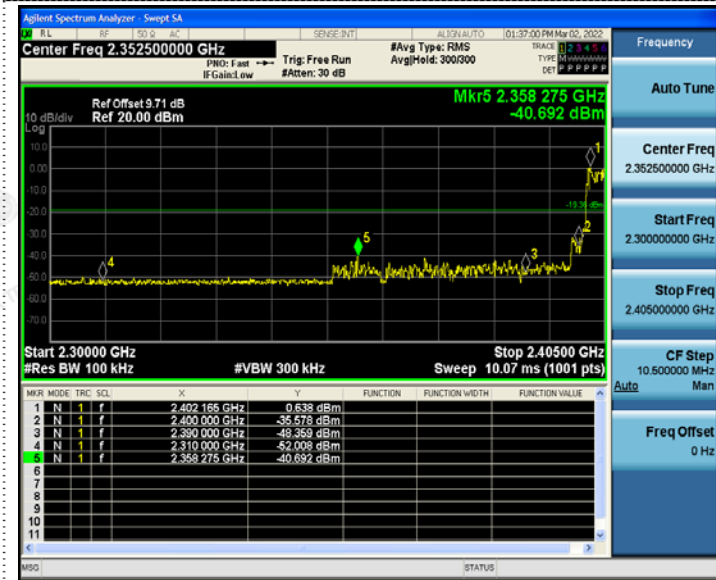 Agilent Spectrum Analyzer - Swept SA
RL RF 50 Ω AC SENSE:INT ALIGN AUTO 01:37:00 PM Mar 02, 2022
Center Freq 2.352500000 GHz
PNO: Fast
IFGain:Low
Trig: Free Run
#Atten: 30 dB
#Avg Type: RMS
Avg|Hold: 300/300
TRACE 1 2 3 4 5 6
TYPE M
DET P P P P P P
Frequency
Auto Tune
Center Freq
2.352500000 GHz
Start Freq
2.300000000 GHz
Stop Freq
2.405000000 GHz
CF Step
10.500000 MHz
Auto Man
Freq Offset
0 Hz
Mkr5 2.358 275 GHz
-40.692 dBm
Ref Offset 9.71 dB
10 dB/div Ref 20.00 dBm
Log
10.0
0.00
-10.0
-20.0
-30.0
-40.0
-50.0
-60.0
-70.0
1
-19.36 dBm
2
5
3
4
Start 2.30000 GHz Stop 2.40500 GHz
#Res BW 100 kHz #VBW 300 kHz Sweep 10.07 ms (1001 pts)
MKR MODE TRC SCL X Y FUNCTION FUNCTION WIDTH FUNCTION VALUE
1 N 1 f 2.402 165 GHz 0.638 dBm
2 N 1 f 2.400 000 GHz -35.578 dBm
3 N 1 f 2.390 000 GHz -48.359 dBm
4 N 1 f 2.310 000 GHz -52.008 dBm
5 N 1 f 2.358 275 GHz -40.692 dBm
6
7
8
9
10
11
MSG STATUS